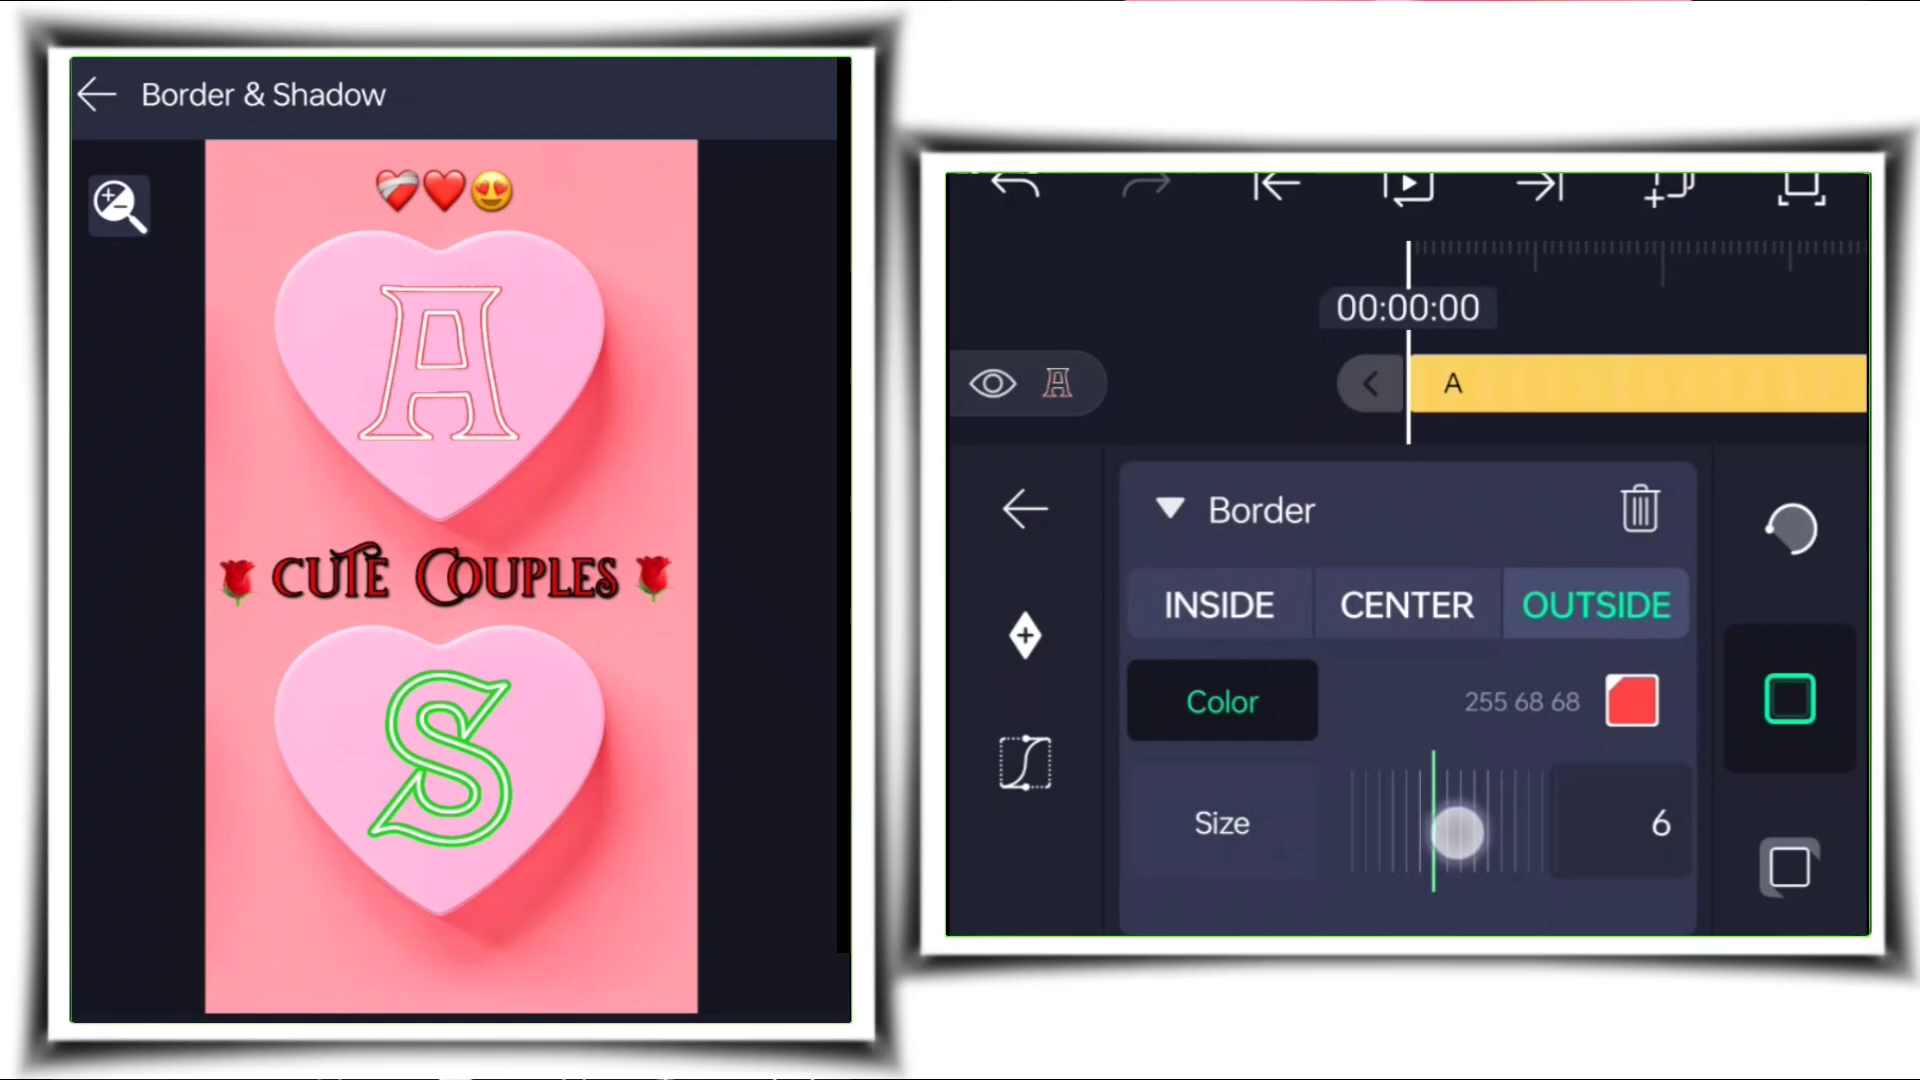 Border & Shadow
A
CUTE COUPLES
S
00:00:00
A
A
Border
INSIDE CENTER OUTSIDE
Color 255 68 68
Size 6